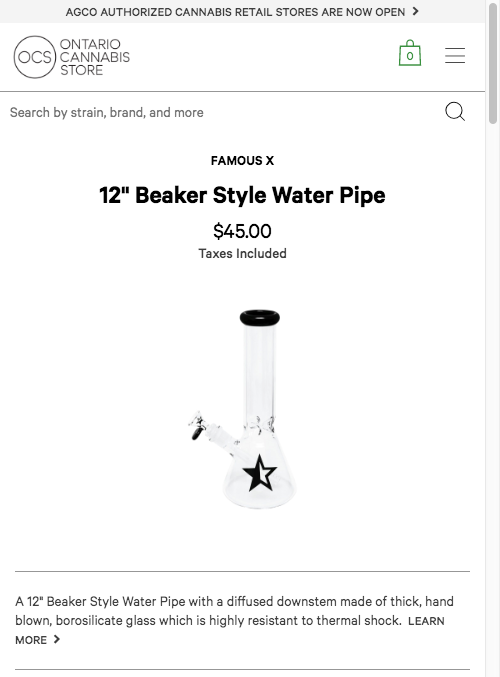 AGCO AUTHORIZED CANNABIS RETAIL STORES ARE NOW OPEN
OCS
ONTARIO
CANNABIS
STORE
0
Search by strain, brand, and more
FAMOUS X
12" Beaker Style Water Pipe
$45.00
Taxes Included
A 12" Beaker Style Water Pipe with a diffused downstem made of thick, hand
blown, borosilicate glass which is highly resistant to thermal shock. LEARN
MORE